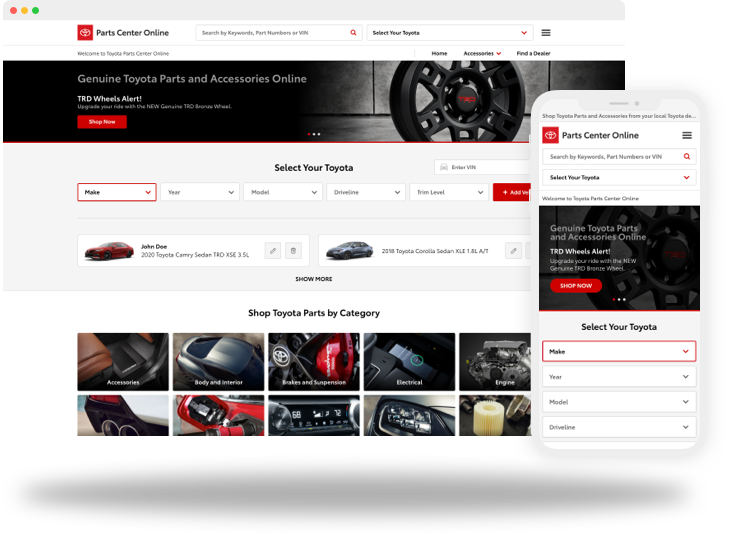 Parts Center Online
Search by Keywords, Part Numbers or VIN
Select Your Toyota
Welcome to Toyota Parts Center Online
Home
Accessories
Find a Dealer
Genuine Toyota Parts and Accessories Online
TRD Wheels Alert!
Upgrade your ride with the NEW Genuine TRD Bronze Wheel.
Shop Now
Select Your Toyota
Enter VIN
Make
Year
Model
Driveline
Trim Level
+ Add Ve
John Doe
2020 Toyota Camry Sedan TRD XSE 3.5L
2018 Toyota Corolla Sedan XLE 1.8L A/T
SHOW MORE
Shop Toyota Parts by Category
Accessories
Body and Interior
Brakes and Suspension
Electrical
Engine
Shop Toyota Parts and Accessories from your local Toyota de...
Parts Center Online
Search by Keywords, Part Numbers or VIN
Select Your Toyota
Welcome to Toyota Parts Center Online
Genuine Toyota Parts
and Accessories Online
TRD Wheels Alert!
Upgrade your ride with the NEW
Genuine TRD Bronze Wheel.
SHOP NOW
Select Your Toyota
Make
Year
Model
Driveline